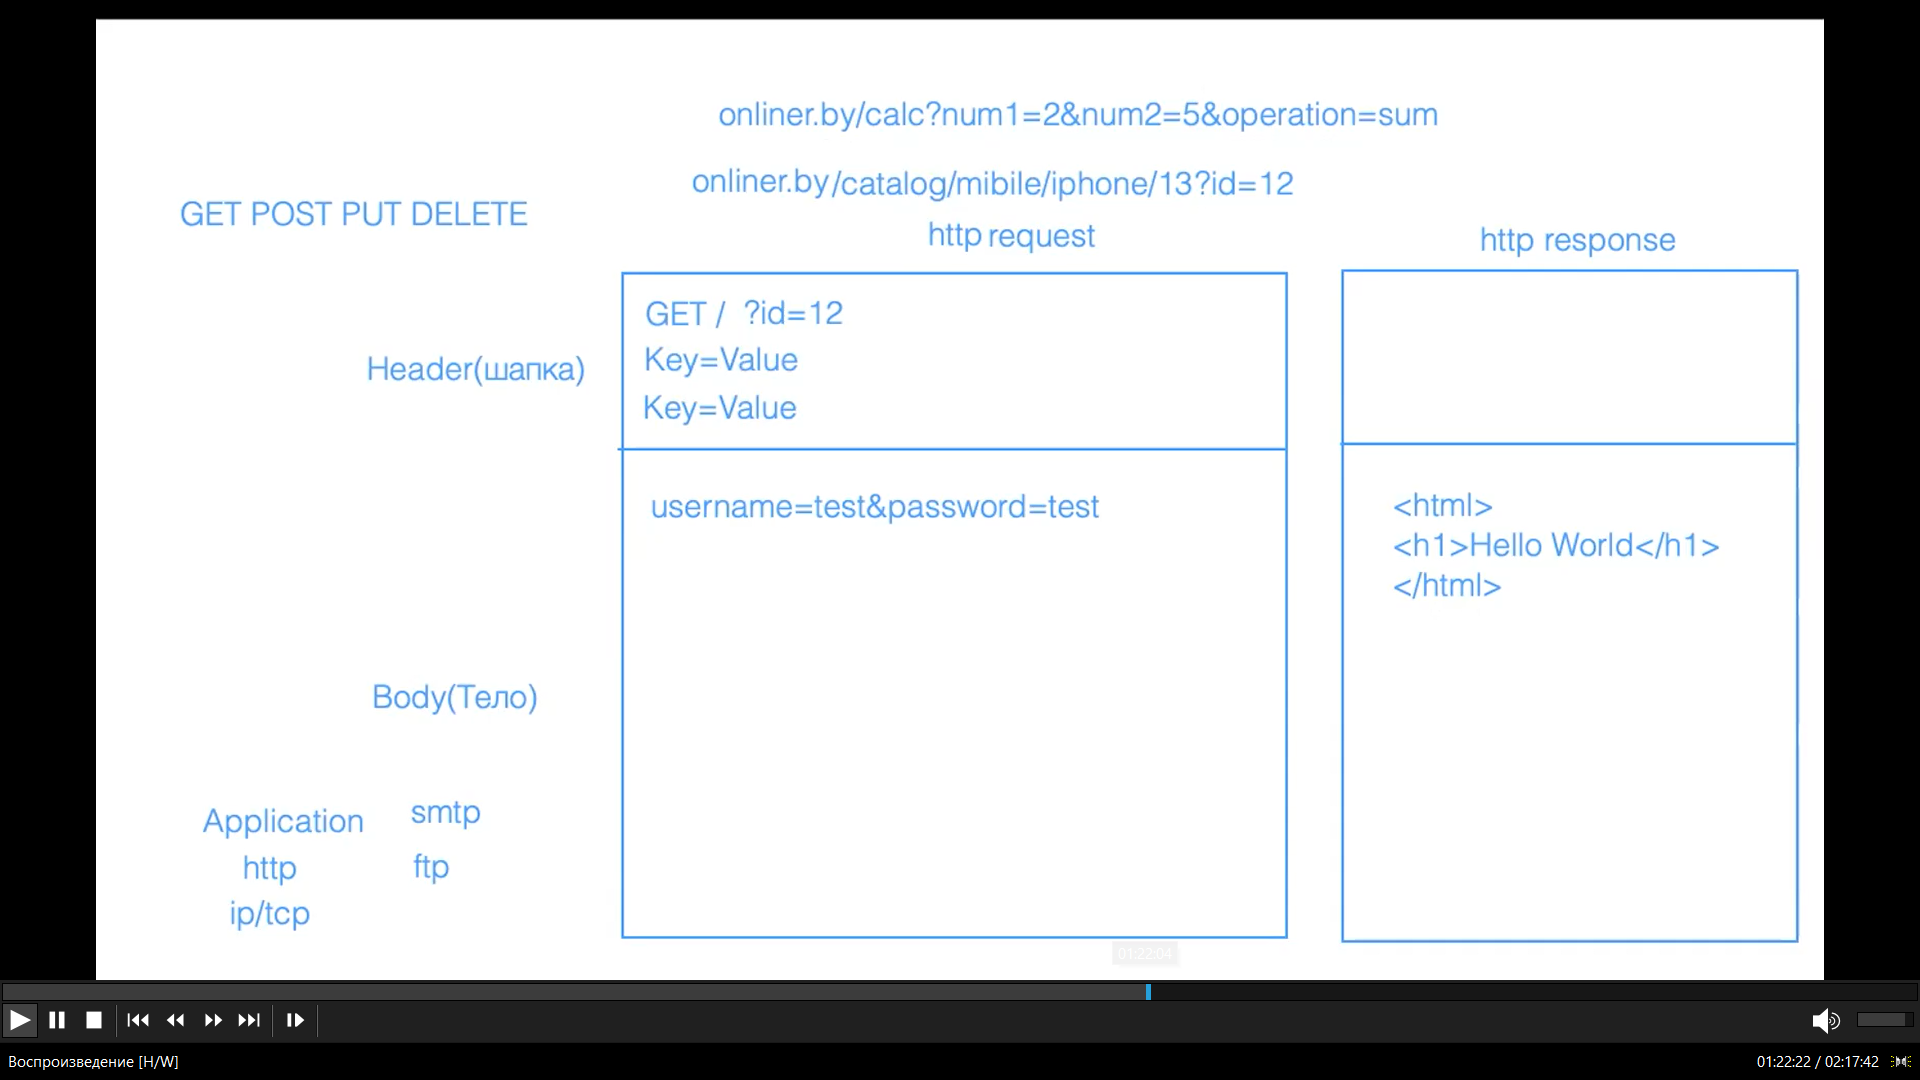 onliner.by/calc?num1=2&num2=5&operation=sum
onliner.by/catalog/mibile/iphone/13?id=12
GET POST PUT DELETE
http request
http response
GET / ?id=12
Key=Value
Key=Value
Header(шапка)
username=test&password=test
<html>
<h1>Hello World</h1>
</html>
Body(Тело)
Application
smtp
http
ftp
ip/tcp
01:22:04
Воспроизведение [H/W]
01:22:22 / 02:17:42